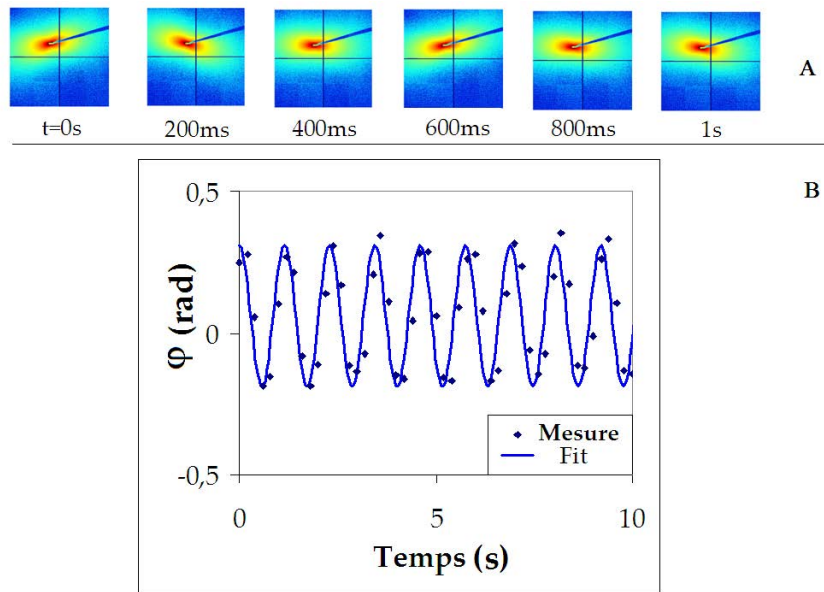 A
t=0s 200ms 400ms 600ms 800ms 1s
B
0,5
φ (rad)
0
Mesure
Fit
-0,5
0 5 10
Temps (s)